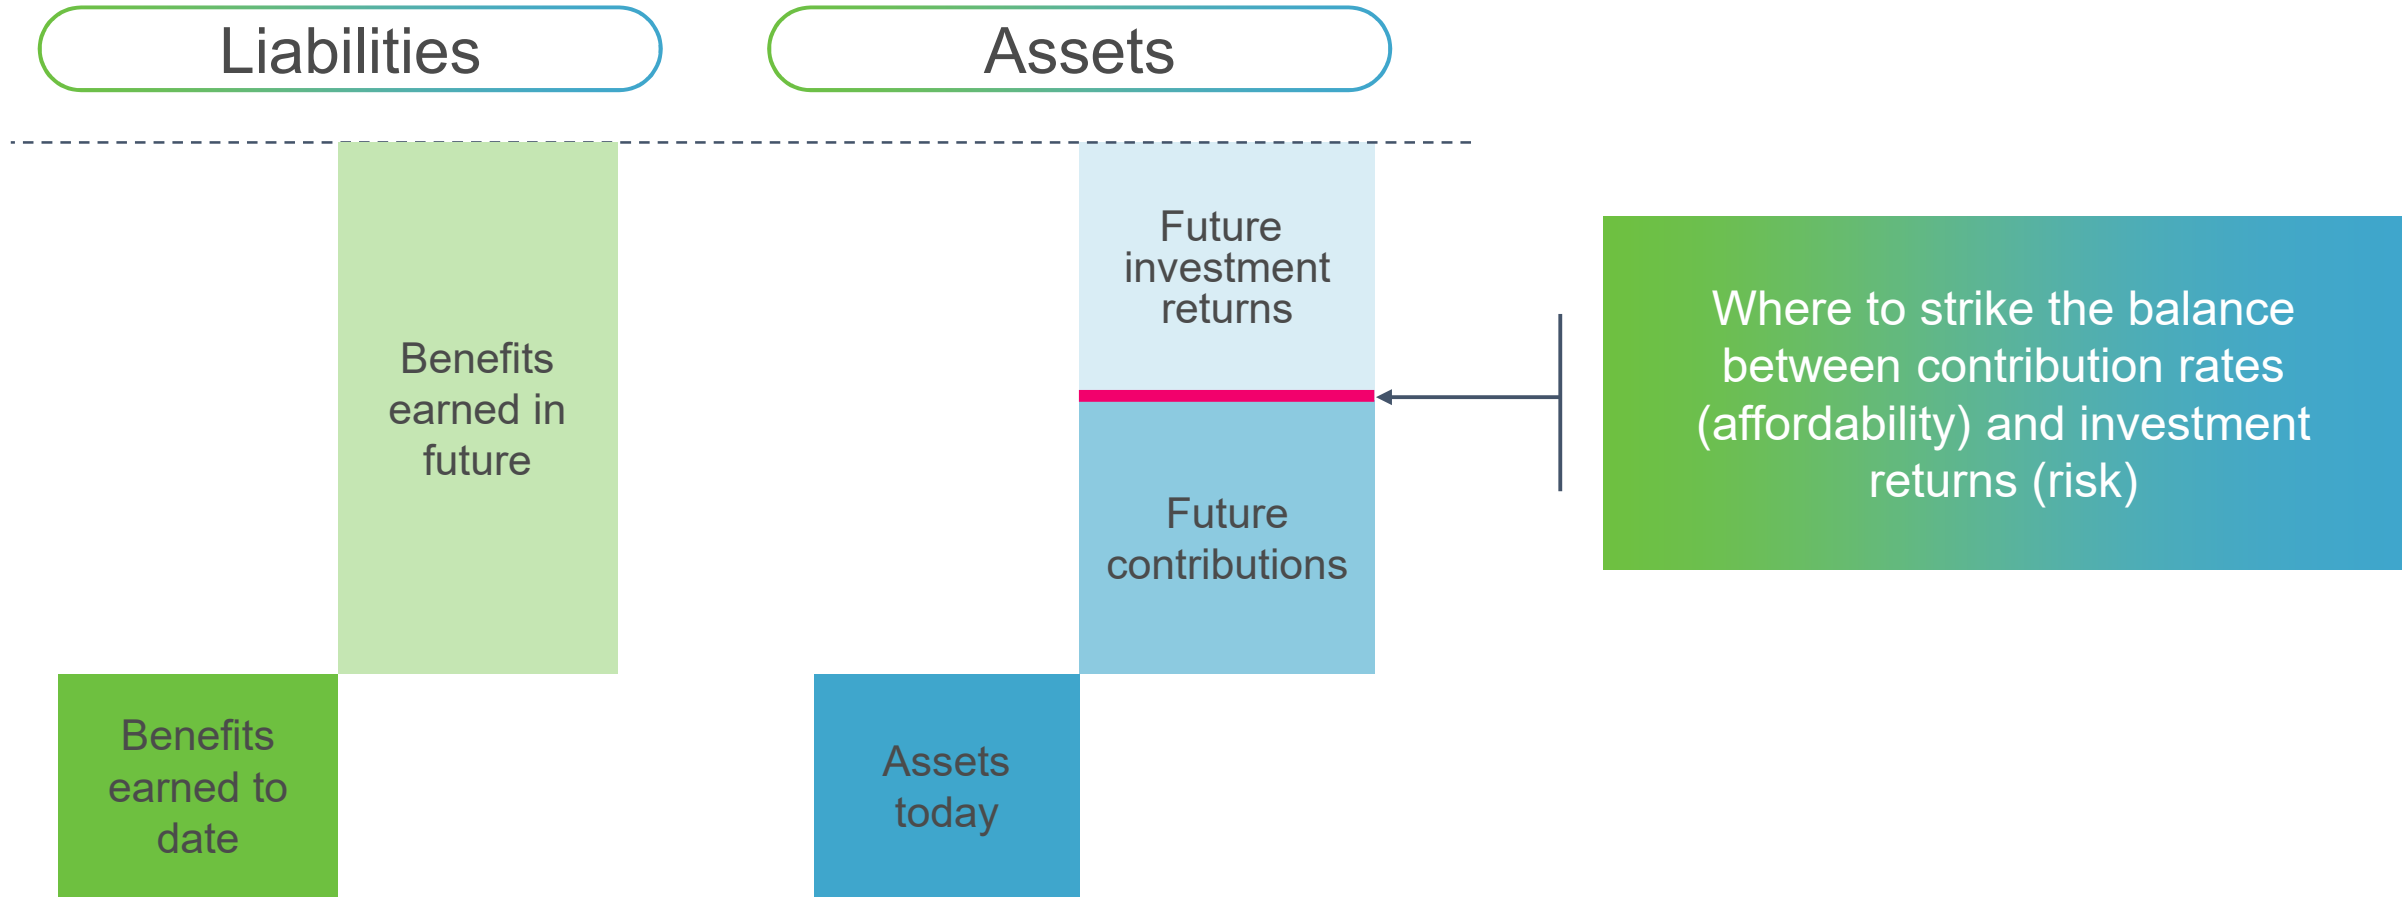 Liabilities
Assets
Benefits
earned in
future
Benefits
earned to
date
Future
investment
returns
Future
contributions
Assets
today
Where to strike the balance
between contribution rates
(affordability) and investment
returns (risk)